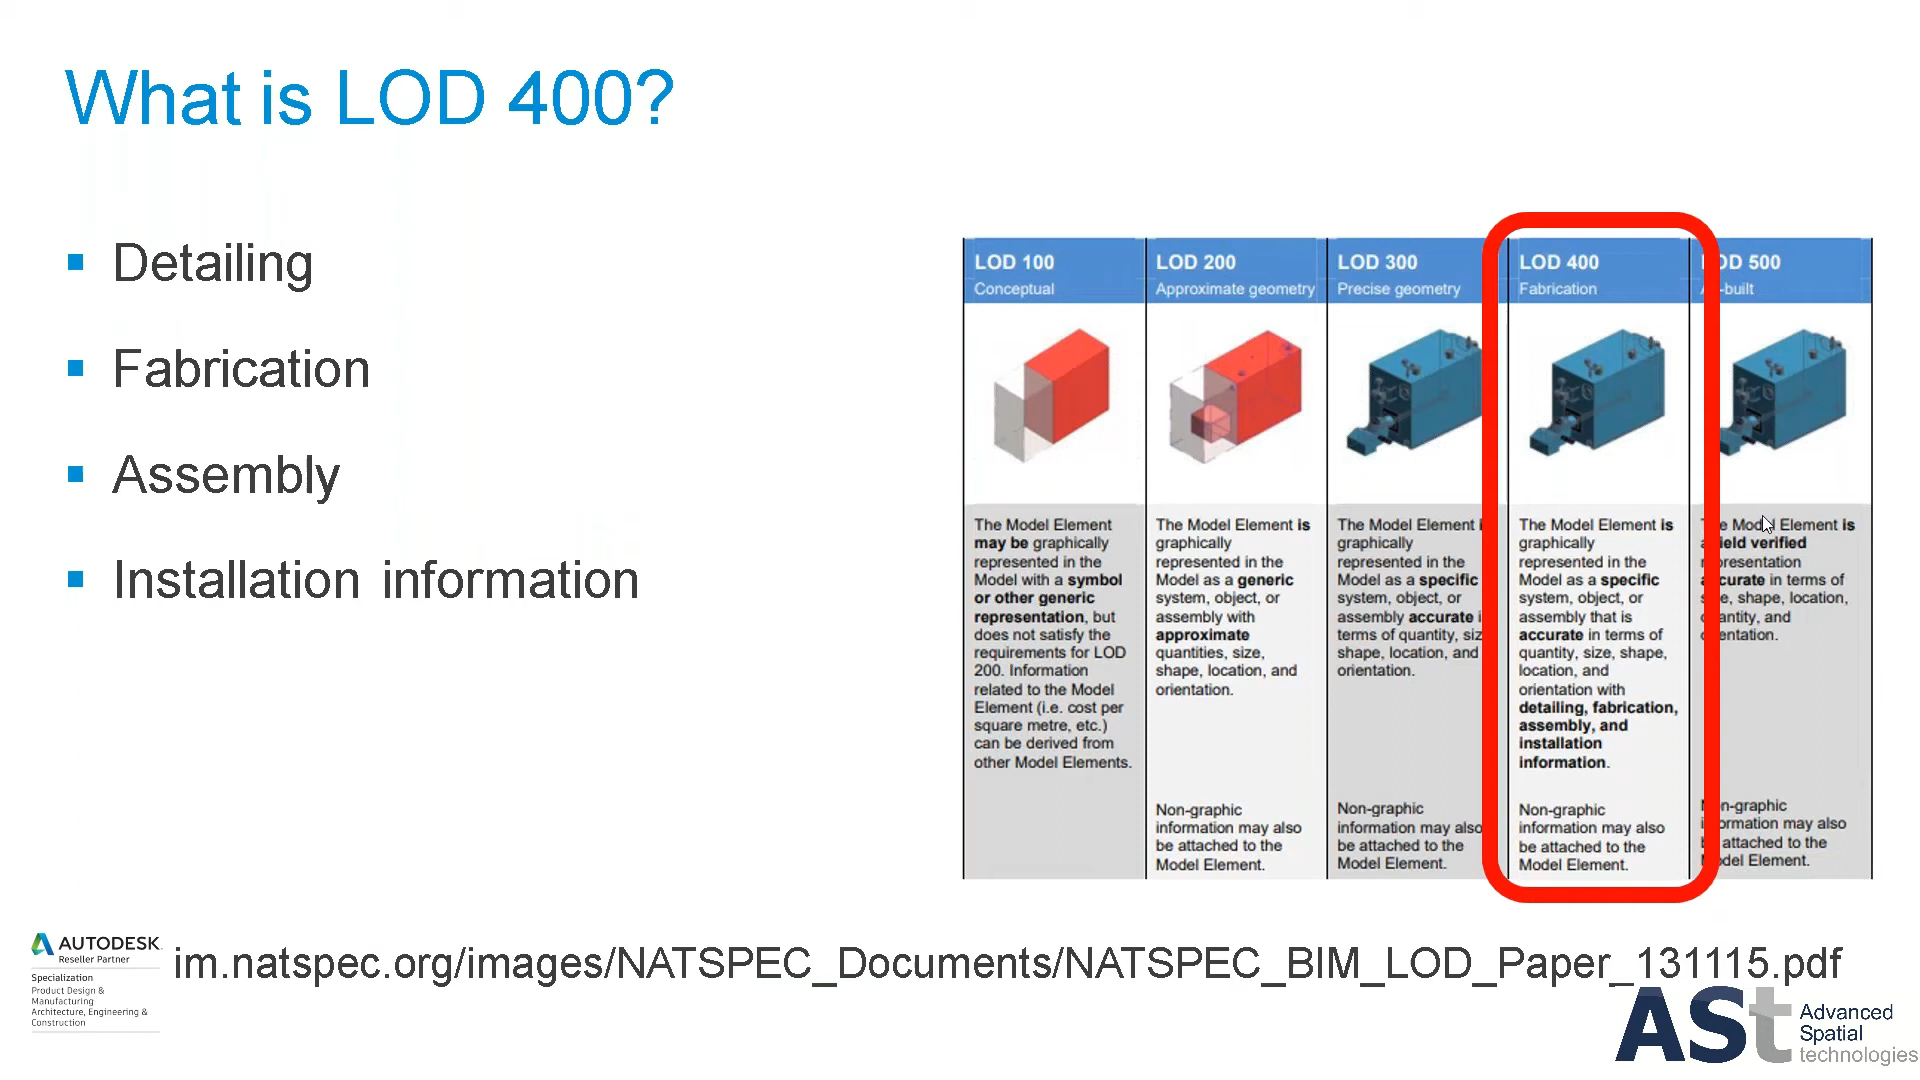 What is LOD 400?
Detailing
Fabrication
Assembly
Installation information
LOD 100
Conceptual
The Model Element
may be graphically
represented in the
Model with a symbol
or other generic
representation, but
does not satisfy the
requirements for LOD
200. Information
related to the Model
Element (i.e. cost per
square metre, etc.)
can be derived from
other Model Elements.
LOD 200
Approximate geometry
The Model Element is
graphically
represented in the
Model as a generic
system, object, or
assembly with
approximate
quantities, size,
shape, location, and
orientation.
Non-graphic
information may also
be attached to the
Model Element.
LOD 300
Precise geometry
The Model Element
graphically
represented in the
Model as a specific
system, object, or
assembly accurate
terms of quantity,
shape, location, and
orientation.
Non-graphic
information may also
be attached to the
Model Element.
LOD 400
Fabrication
The Model Element is
graphically
represented in the
Model as a specific
system, object, or
assembly that is
accurate in terms of
quantity, size, shape,
location, and
orientation with
detailing, fabrication,
assembly, and
installation
information.
Non-graphic
information may also
be attached to the
Model Element.
OD 500
-built
Model Element is
field verified
representation
accurate in terms of
shape, location,
quantity, and
orientation.
Non-graphic
information may also
attached to the
Model Element.
im.natspec.org/images/NATSPEC_Documents/NATSPEC_BIM_LOD_Paper_131115.pdf
AUTODESK
Reseller Partner
Specialization
Product Design &
Manufacturing
Architecture, Engineering &
Construction
ASt
Advanced
Spatial
technologies